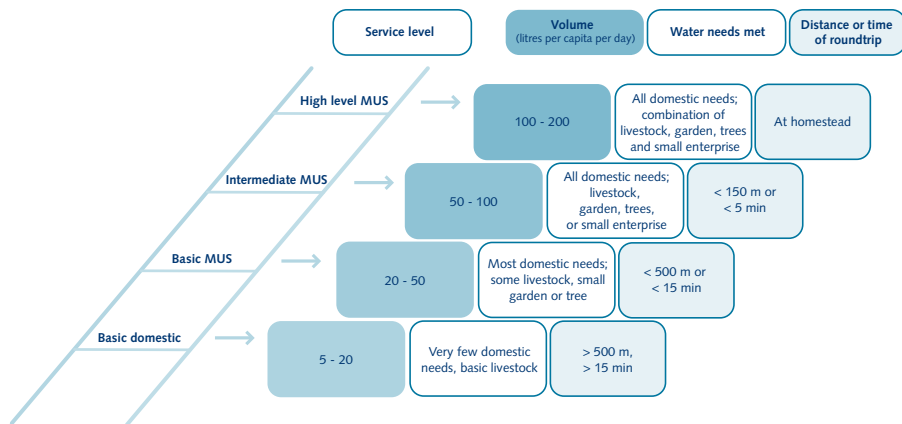 Service level
Volume
(litres per capita per day)
Water needs met
Distance or time
of roundtrip
High level MUS
100 - 200
All domestic needs;
combination of
livestock, garden, trees
and small enterprise
At homestead
Intermediate MUS
50 - 100
All domestic needs;
livestock,
garden, trees,
or small enterprise
< 150 m or
< 5 min
Basic MUS
20 - 50
Most domestic needs;
some livestock, small
garden or tree
< 500 m or
< 15 min
Basic domestic
5 - 20
Very few domestic
needs, basic livestock
> 500 m,
> 15 min